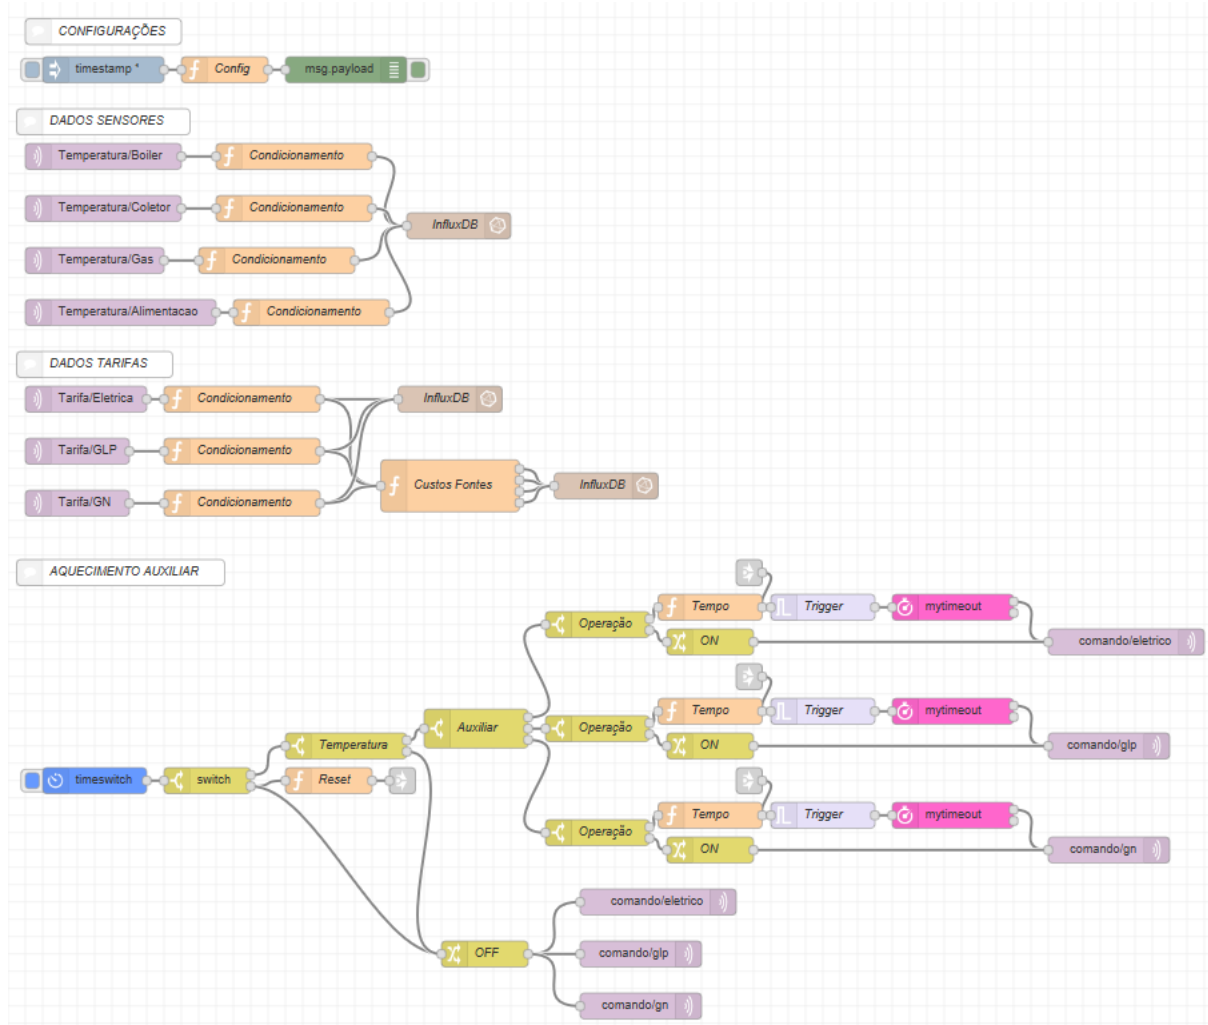 CONFIGURAÇÕES
timestamp *
Config
msg.payload
DADOS SENSORES
Temperatura/Boiler
Condicionamento
Temperatura/Coletor
Condicionamento
InfluxDB
Temperatura/Gas
Condicionamento
Temperatura/Alimentacao
Condicionamento
DADOS TARIFAS
Tarifa/Eletrica
Condicionamento
InfluxDB
Tarifa/GLP
Condicionamento
Custos Fontes
InfluxDB
Tarifa/GN
Condicionamento
AQUECIMENTO AUXILIAR
Operação
Tempo
Trigger
mytimeout
ON
comando/eletrico
Auxiliar
Operação
Tempo
Trigger
mytimeout
ON
comando/glp
Temperatura
timeswitch
switch
Reset
Operação
Tempo
Trigger
mytimeout
ON
comando/gn
comando/eletrico
OFF
comando/glp
comando/gn